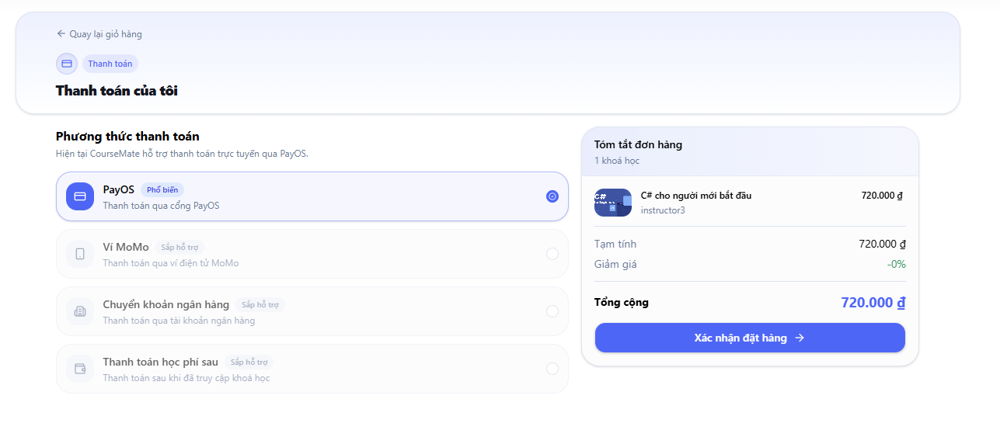 Quay lại giỏ hàng
Thanh toán
Thanh toán của tôi
Phương thức thanh toán
Hiện tại CourseMate hỗ trợ thanh toán trực tuyến qua PayOS.
PayOS Phổ biến
Thanh toán qua cổng PayOS
Ví MoMo Sắp hỗ trợ
Thanh toán qua ví điện tử MoMo
Chuyển khoản ngân hàng Sắp hỗ trợ
Thanh toán qua tài khoản ngân hàng
Thanh toán học phí sau Sắp hỗ trợ
Thanh toán sau khi đã truy cập khoá học
Tóm tắt đơn hàng
1 khoá học
C#
C# cho người mới bắt đầu 720.000 ₫
instructor3
Tạm tính 720.000 ₫
Giảm giá -0%
Tổng cộng 720.000 ₫
Xác nhận đặt hàng